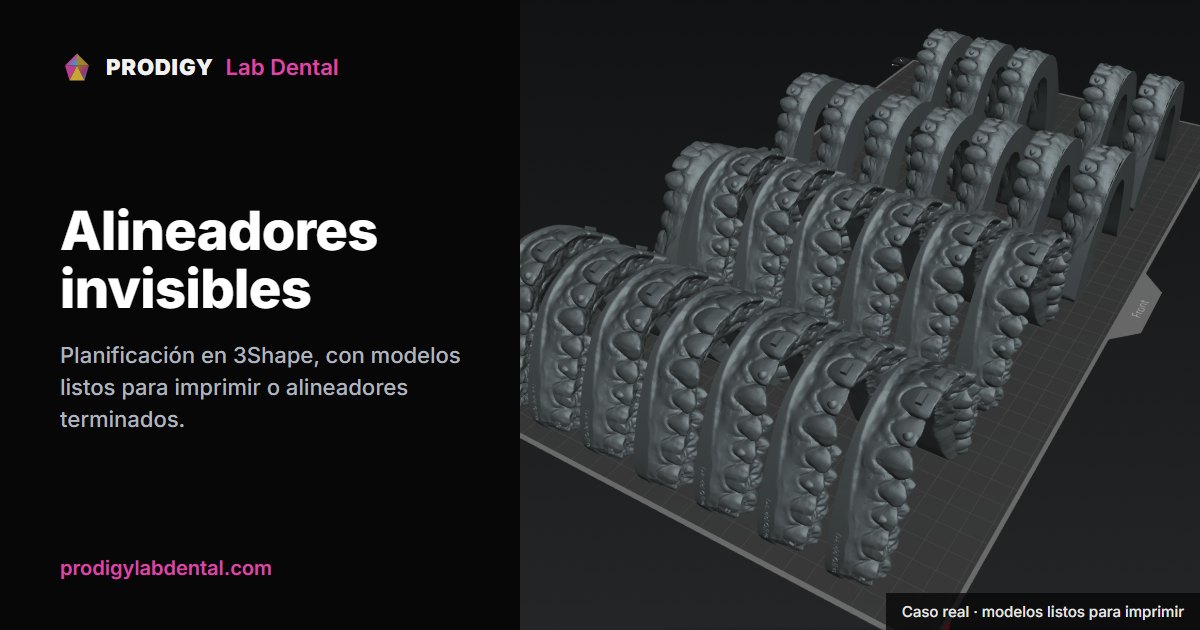 PRODIGY Lab Dental
Alineadores
invisibles
Planificación en 3Shape, con modelos
listos para imprimir o alineadores
terminados.
prodigylabdental.com
Front
Caso real · modelos listos para imprimir